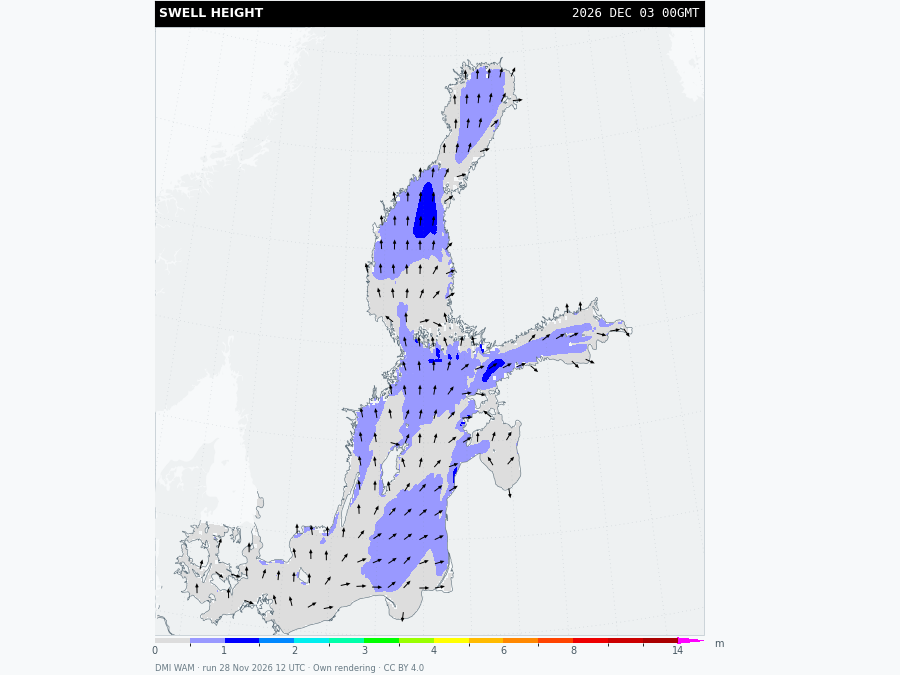 SWELL HEIGHT 2026 DEC 03 00GMT
0 1 2 3 4 6 8 14 m
DMI WAM · run 28 Nov 2026 12 UTC · Own rendering · CC BY 4.0